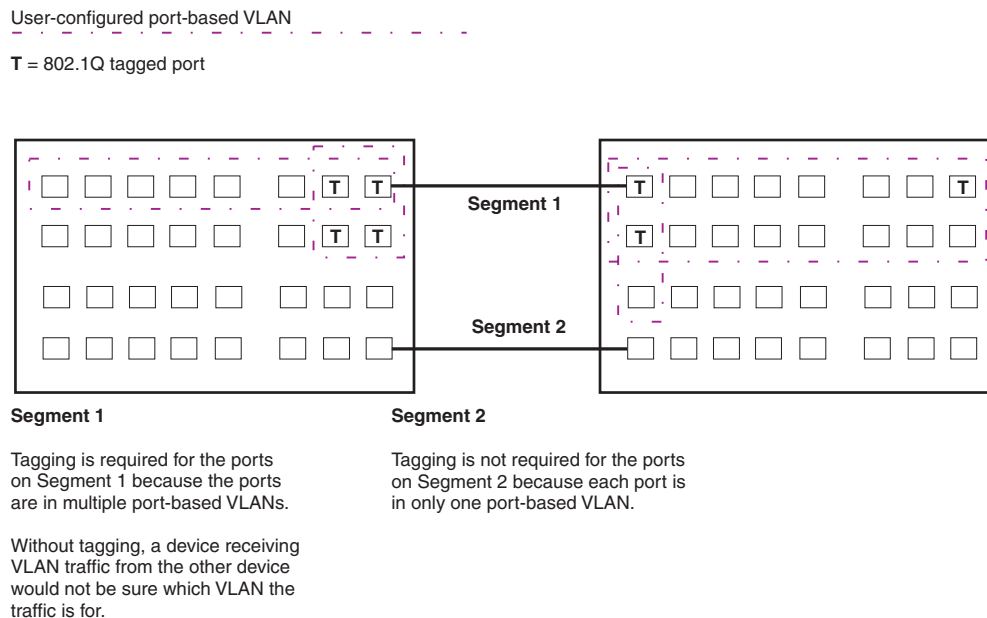 User-configured port-based VLAN
T = 802.1Q tagged port
T T
T T
T
T
T
Segment 1
Segment 2
Segment 1
Tagging is required for the ports
on Segment 1 because the ports
are in multiple port-based VLANs.
Without tagging, a device receiving
VLAN traffic from the other device
would not be sure which VLAN the
traffic is for.
Segment 2
Tagging is not required for the ports
on Segment 2 because each port is
in only one port-based VLAN.